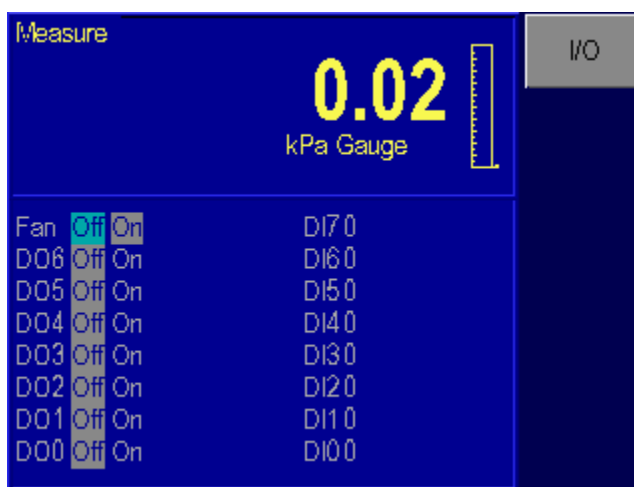 Measure
I/O
0.02
kPa Gauge
Fan Off On DI7 0
DO6 Off On DI6 0
DO5 Off On DI5 0
DO4 Off On DI4 0
DO3 Off On DI3 0
DO2 Off On DI2 0
DO1 Off On DI1 0
DO0 Off On DI0 0